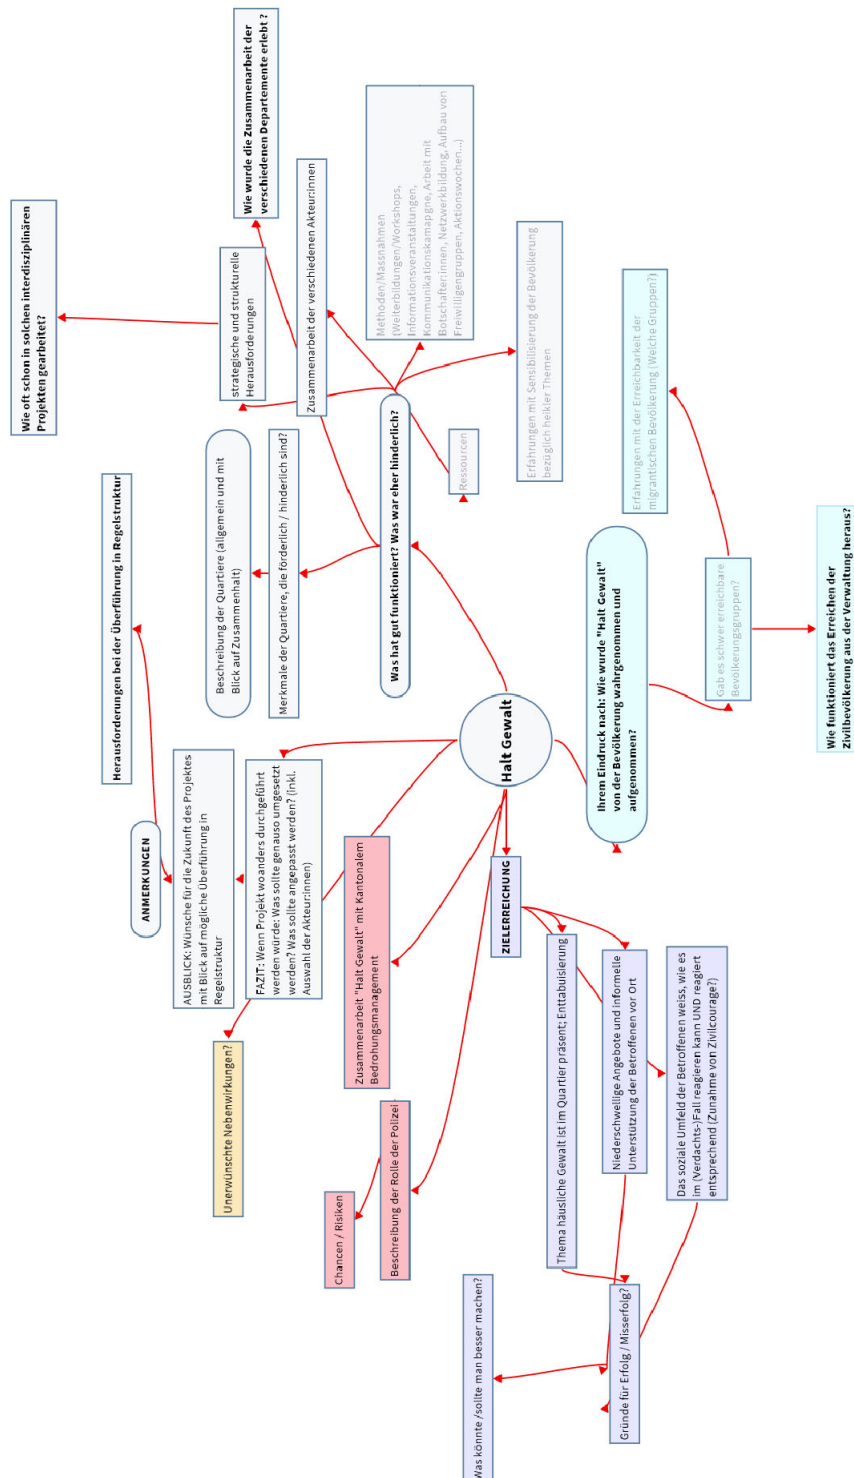 Wie oft schon in solchen interdisziplinären
Projekten gearbeitet?
Wie wurde die Zusammenarbeit der
verschiedenen Departemente erlebt ?
strategische und strukturelle
Herausforderungen
Zusammenarbeit der verschiedenen Akteur:innen
Methoden/Massnahmen
(Weiterbildungen/Workshops,
Informationsveranstaltungen,
Kommunikationskamapgne, Arbeit mit
Botschafter:innen, Netzwerkbildung, Aufbau von
Freiwilligengruppen, Aktionswochen...)
Erfahrungen mit Sensibilisierung der Bevölkerung
bezüglich heikler Themen
Ressourcen
Erfahrungen mit der Erreichbarkeit der
migrantischen Bevölkerung (Welche Gruppen?)
Herausforderungen bei der Überführung in Regelstruktur
Beschreibung der Quartiere (allgemein und mit
Blick auf Zusammenhalt)
Merkmale der Quartiere, die förderlich / hinderlich sind?
Was hat gut funktioniert? Was war eher hinderlich?
Halt Gewalt
Ihrem Eindruck nach: Wie wurde "Halt Gewalt"
von der Bevölkerung wahrgenommen und
aufgenommen?
Gab es schwer erreichbare
Bevölkerungsgruppen?
Wie funktioniert das Erreichen der
Zivilbevölkerung aus der Verwaltung heraus?
ANMERKUNGEN
AUSBLICK: Wünsche für die Zukunft des Projektes
mit Blick auf mögliche Überführung in
Regelstruktur
FAZIT: Wenn Projekt woanders durchgeführt
werden würde: Was sollte genauso umgesetzt
werden? Was sollte angepasst werden? (inkl.
Auswahl der Akteur:innen)
Zusammenarbeit "Halt Gewalt" mit Kantonalem
Bedrohungsmanagement
ZIELERREICHUNG
Unerwünschte Nebenwirkungen?
Chancen / Risiken
Beschreibung der Rolle der Polizei
Thema häusliche Gewalt ist im Quartier präsent; Enttabuisierung
Niederschwellige Angebote und informelle
Unterstützung der Betroffenen vor Ort
Das soziale Umfeld der Betroffenen weiss, wie es
im (Verdachts-)Fall reagieren kann UND reagiert
entsprechend (Zunahme von Zivilcourage?)
Was könnte /sollte man besser machen?
Gründe für Erfolg / Misserfolg?